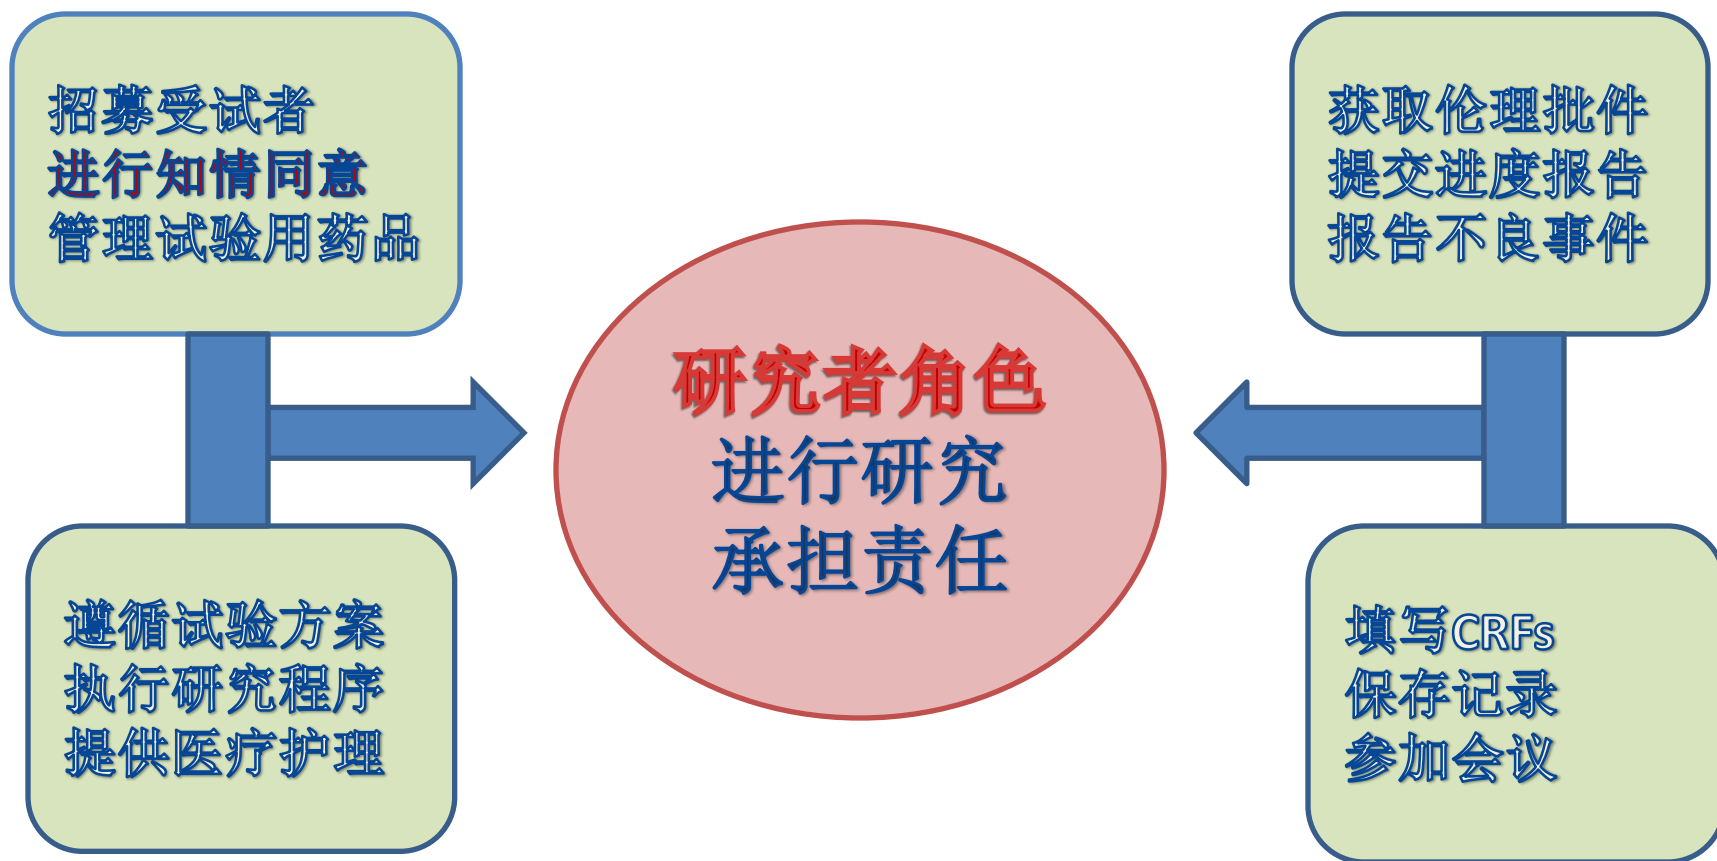 招募受试者
进行知情同意
管理试验用药品
获取伦理批件
提交进度报告
报告不良事件
研究者角色
进行研究
承担责任
遵循试验方案
执行研究程序
提供医疗护理
填写CRFs
保存记录
参加会议